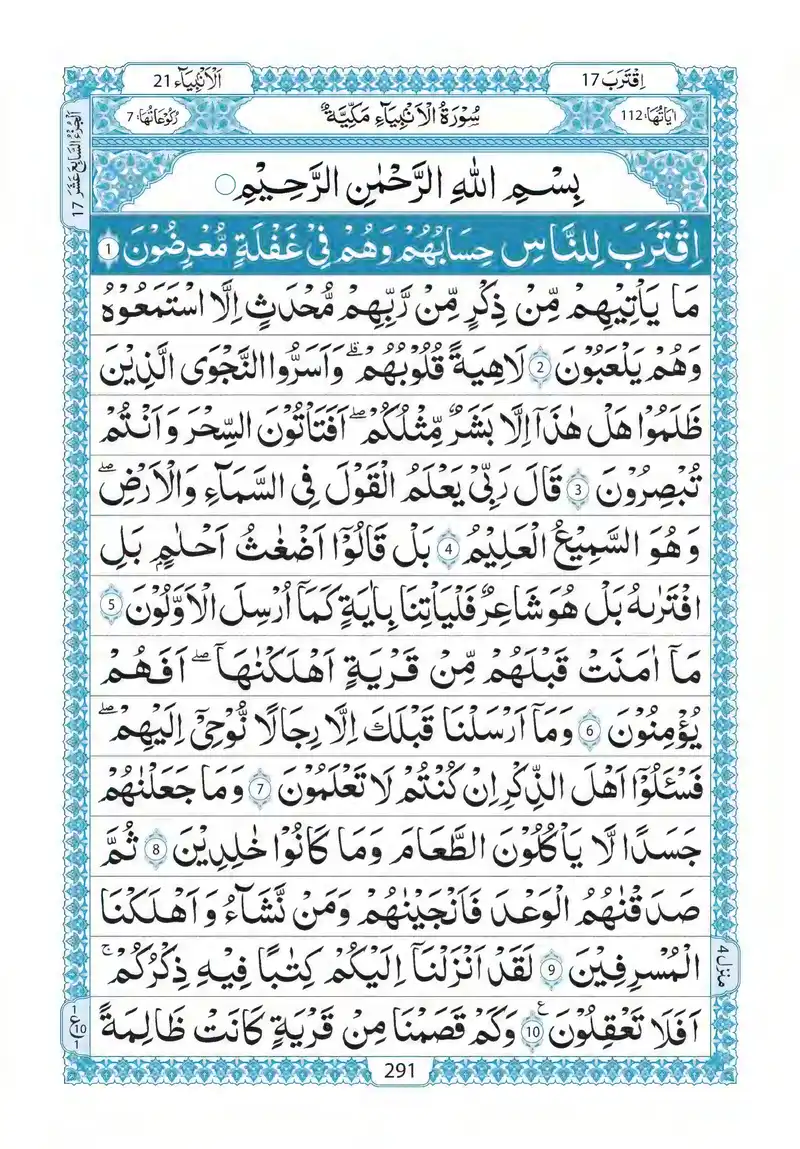 اَلْاَنْۢبِيَآء 21
اِقْتَرَبَ 17
رُكُوْعَاتُهَا: 7
سُوْرَةُ الْاَنْۢبِيَآءِ مَكِّيَّةٌ
اٰيَاتُهَا: 112
اَلْجُزْءُ السَّابِعَ عَشَرَ 17
بِسْمِ اللّٰهِ الرَّحْمٰنِ الرَّحِيْمِ
اِقْتَرَبَ لِلنَّاسِ حِسَابُهُمْ وَهُمْ فِيْ غَفْلَةٍ مُّعْرِضُوْنَ 1
مَا يَاْتِيْهِمْ مِّنْ ذِكْرٍ مِّنْ رَّبِّهِمْ مُّحْدَثٍ اِلَّا اسْتَمَعُوْهُ
وَهُمْ يَلْعَبُوْنَ 2 لَاهِيَةً قُلُوْبُهُمْ ۗ وَاَسَرُّوا النَّجْوَى الَّذِيْنَ
ظَلَمُوْا هَلْ هٰذَآ اِلَّا بَشَرٌ مِّثْلُكُمْ ۖ اَفَتَاْتُوْنَ السِّحْرَ وَاَنْتُمْ
تُبْصِرُوْنَ 3 قَالَ رَبِّيْ يَعْلَمُ الْقَوْلَ فِي السَّمَآءِ وَالْاَرْضِ ۖ
وَهُوَ السَّمِيْعُ الْعَلِيْمُ 4 بَلْ قَالُوْٓا اَضْغٰثُ اَحْلٰمٍۭ بَلِ
افْتَرٰىهُ بَلْ هُوَ شَاعِرٌ فَلْيَاْتِنَا بِاٰيَةٍ كَمَآ اُرْسِلَ الْاَوَّلُوْنَ 5
مَآ اٰمَنَتْ قَبْلَهُمْ مِّنْ قَرْيَةٍ اَهْلَكْنٰهَا ۖ اَفَهُمْ
يُؤْمِنُوْنَ 6 وَمَآ اَرْسَلْنَا قَبْلَكَ اِلَّا رِجَالًا نُّوْحِيْٓ اِلَيْهِمْ ۖ
فَسْـَٔلُوْٓا اَهْلَ الذِّكْرِ اِنْ كُنْتُمْ لَا تَعْلَمُوْنَ 7 وَمَا جَعَلْنٰهُمْ
جَسَدًا لَّا يَاْكُلُوْنَ الطَّعَامَ وَمَا كَانُوْا خٰلِدِيْنَ 8 ثُمَّ
صَدَقْنٰهُمُ الْوَعْدَ فَاَنْجَيْنٰهُمْ وَمَنْ نَّشَآءُ وَاَهْلَكْنَا
الْمُسْرِفِيْنَ 9 لَقَدْ اَنْزَلْنَآ اِلَيْكُمْ كِتٰبًا فِيْهِ ذِكْرُكُمْ ۚ
منزل 4
اَفَلَا تَعْقِلُوْنَ 10 ع وَكَمْ قَصَمْنَا مِنْ قَرْيَةٍ كَانَتْ ظَالِمَةً
1 ع 10 1
291